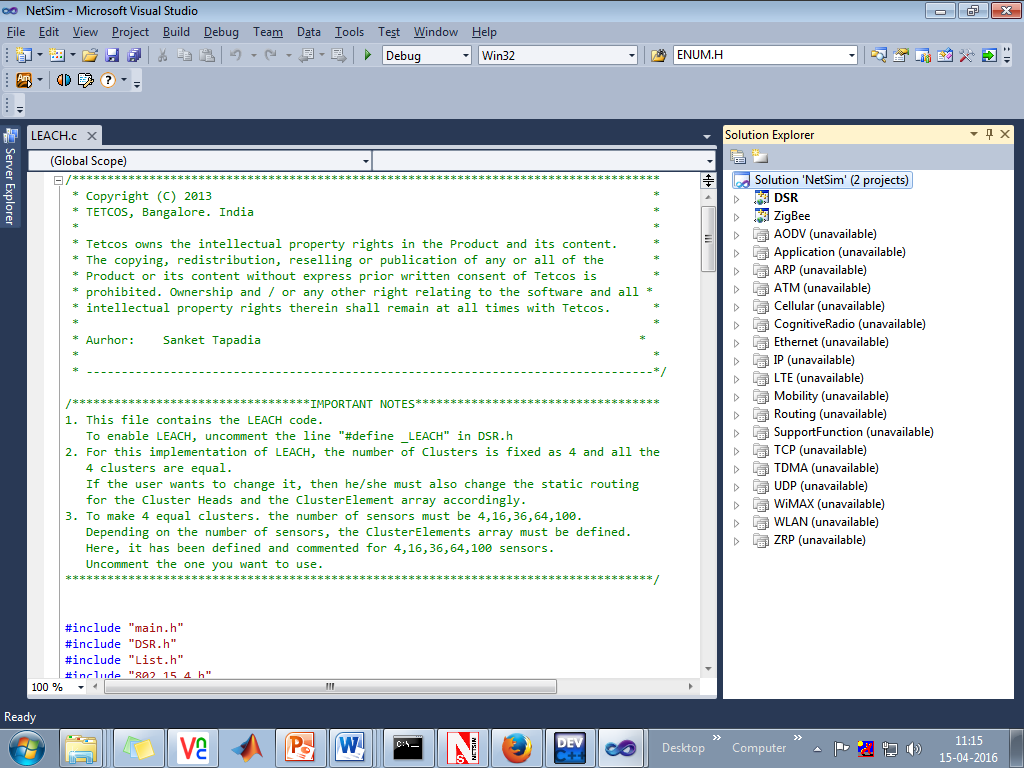 NetSim - Microsoft Visual Studio
File Edit View Project Build Debug Team Data Tools Test Window Help
Debug Win32 ENUM.H
LEACH.c
(Global Scope)
Server Explorer
/************************************************************************************
* Copyright (C) 2013 *
* TETCOS, Bangalore. India *
* *
* Tetcos owns the intellectual property rights in the Product and its content. *
* The copying, redistribution, reselling or publication of any or all of the *
* Product or its content without express prior written consent of Tetcos is *
* prohibited. Ownership and / or any other right relating to the software and all *
* intellectual property rights therein shall remain at all times with Tetcos. *
* *
* Aurhor: Sanket Tapadia *
* *
* ---------------------------------------------------------------------------------*/
/**********************************IMPORTANT NOTES***********************************
1. This file contains the LEACH code.
To enable LEACH, uncomment the line "#define _LEACH" in DSR.h
2. For this implementation of LEACH, the number of Clusters is fixed as 4 and all the
4 clusters are equal.
If the user wants to change it, then he/she must also change the static routing
for the Cluster Heads and the ClusterElement array accordingly.
3. To make 4 equal clusters. the number of sensors must be 4,16,36,64,100.
Depending on the number of sensors, the ClusterElements array must be defined.
Here, it has been defined and commented for 4,16,36,64,100 sensors.
Uncomment the one you want to use.
************************************************************************************/
#include "main.h"
#include "DSR.h"
#include "List.h"
#include "802_15_4.h"
100 %
Solution Explorer
Solution 'NetSim' (2 projects)
DSR
ZigBee
AODV (unavailable)
Application (unavailable)
ARP (unavailable)
ATM (unavailable)
Cellular (unavailable)
CognitiveRadio (unavailable)
Ethernet (unavailable)
IP (unavailable)
LTE (unavailable)
Mobility (unavailable)
Routing (unavailable)
SupportFunction (unavailable)
TCP (unavailable)
TDMA (unavailable)
UDP (unavailable)
WiMAX (unavailable)
WLAN (unavailable)
ZRP (unavailable)
Ready
Desktop » Computer » 11:15
15-04-2016